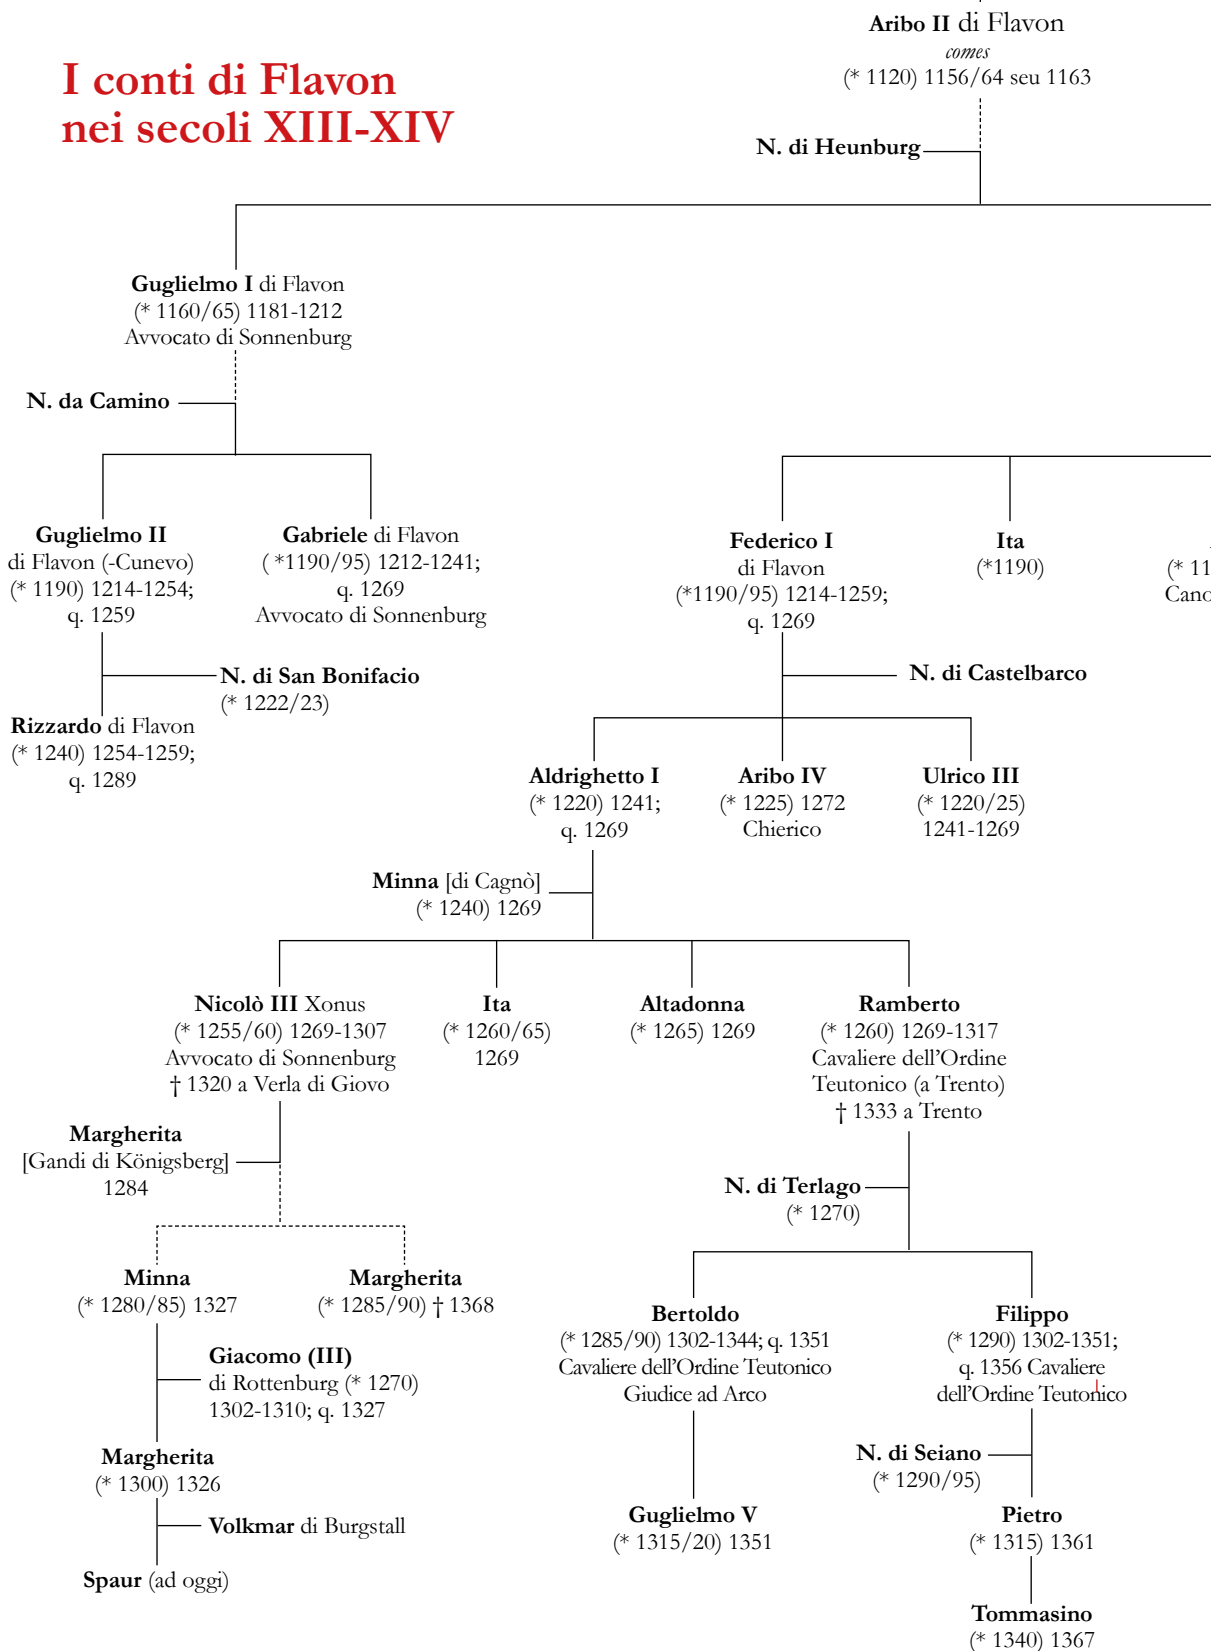 I conti di Flavon
nei secoli XIII-XIV
Aribo II di Flavon
comes
(* 1120) 1156/64 seu 1163
N. di Heunburg
Guglielmo I di Flavon
(* 1160/65) 1181-1212
Avvocato di Sonnenburg
N. da Camino
Guglielmo II
di Flavon (-Cunevo)
(* 1190) 1214-1254;
q. 1259
Gabriele di Flavon
( *1190/95) 1212-1241;
q. 1269
Avvocato di Sonnenburg
Federico I
di Flavon
(*1190/95) 1214-1259;
q. 1269
Ita
(*1190)
(* 11
Cano
N. di San Bonifacio
(* 1222/23)
N. di Castelbarco
Rizzardo di Flavon
(* 1240) 1254-1259;
q. 1289
Aldrighetto I
(* 1220) 1241;
q. 1269
Aribo IV
(* 1225) 1272
Chierico
Ulrico III
(* 1220/25)
1241-1269
Minna [di Cagnò]
(* 1240) 1269
Nicolò III Xonus
(* 1255/60) 1269-1307
Avvocato di Sonnenburg
† 1320 a Verla di Giovo
Ita
(* 1260/65)
1269
Altadonna
(* 1265) 1269
Ramberto
(* 1260) 1269-1317
Cavaliere dell'Ordine
Teutonico (a Trento)
† 1333 a Trento
Margherita
[Gandi di Königsberg]
1284
N. di Terlago
(* 1270)
Minna
(* 1280/85) 1327
Margherita
(* 1285/90) † 1368
Bertoldo
(* 1285/90) 1302-1344; q. 1351
Cavaliere dell'Ordine Teutonico
Giudice ad Arco
Filippo
(* 1290) 1302-1351;
q. 1356 Cavaliere
dell'Ordine Teutonico
Giacomo (III)
di Rottenburg (* 1270)
1302-1310; q. 1327
Margherita
(* 1300) 1326
N. di Seiano
(* 1290/95)
Volkmar di Burgstall
Guglielmo V
(* 1315/20) 1351
Pietro
(* 1315) 1361
Spaur (ad oggi)
Tommasino
(* 1340) 1367